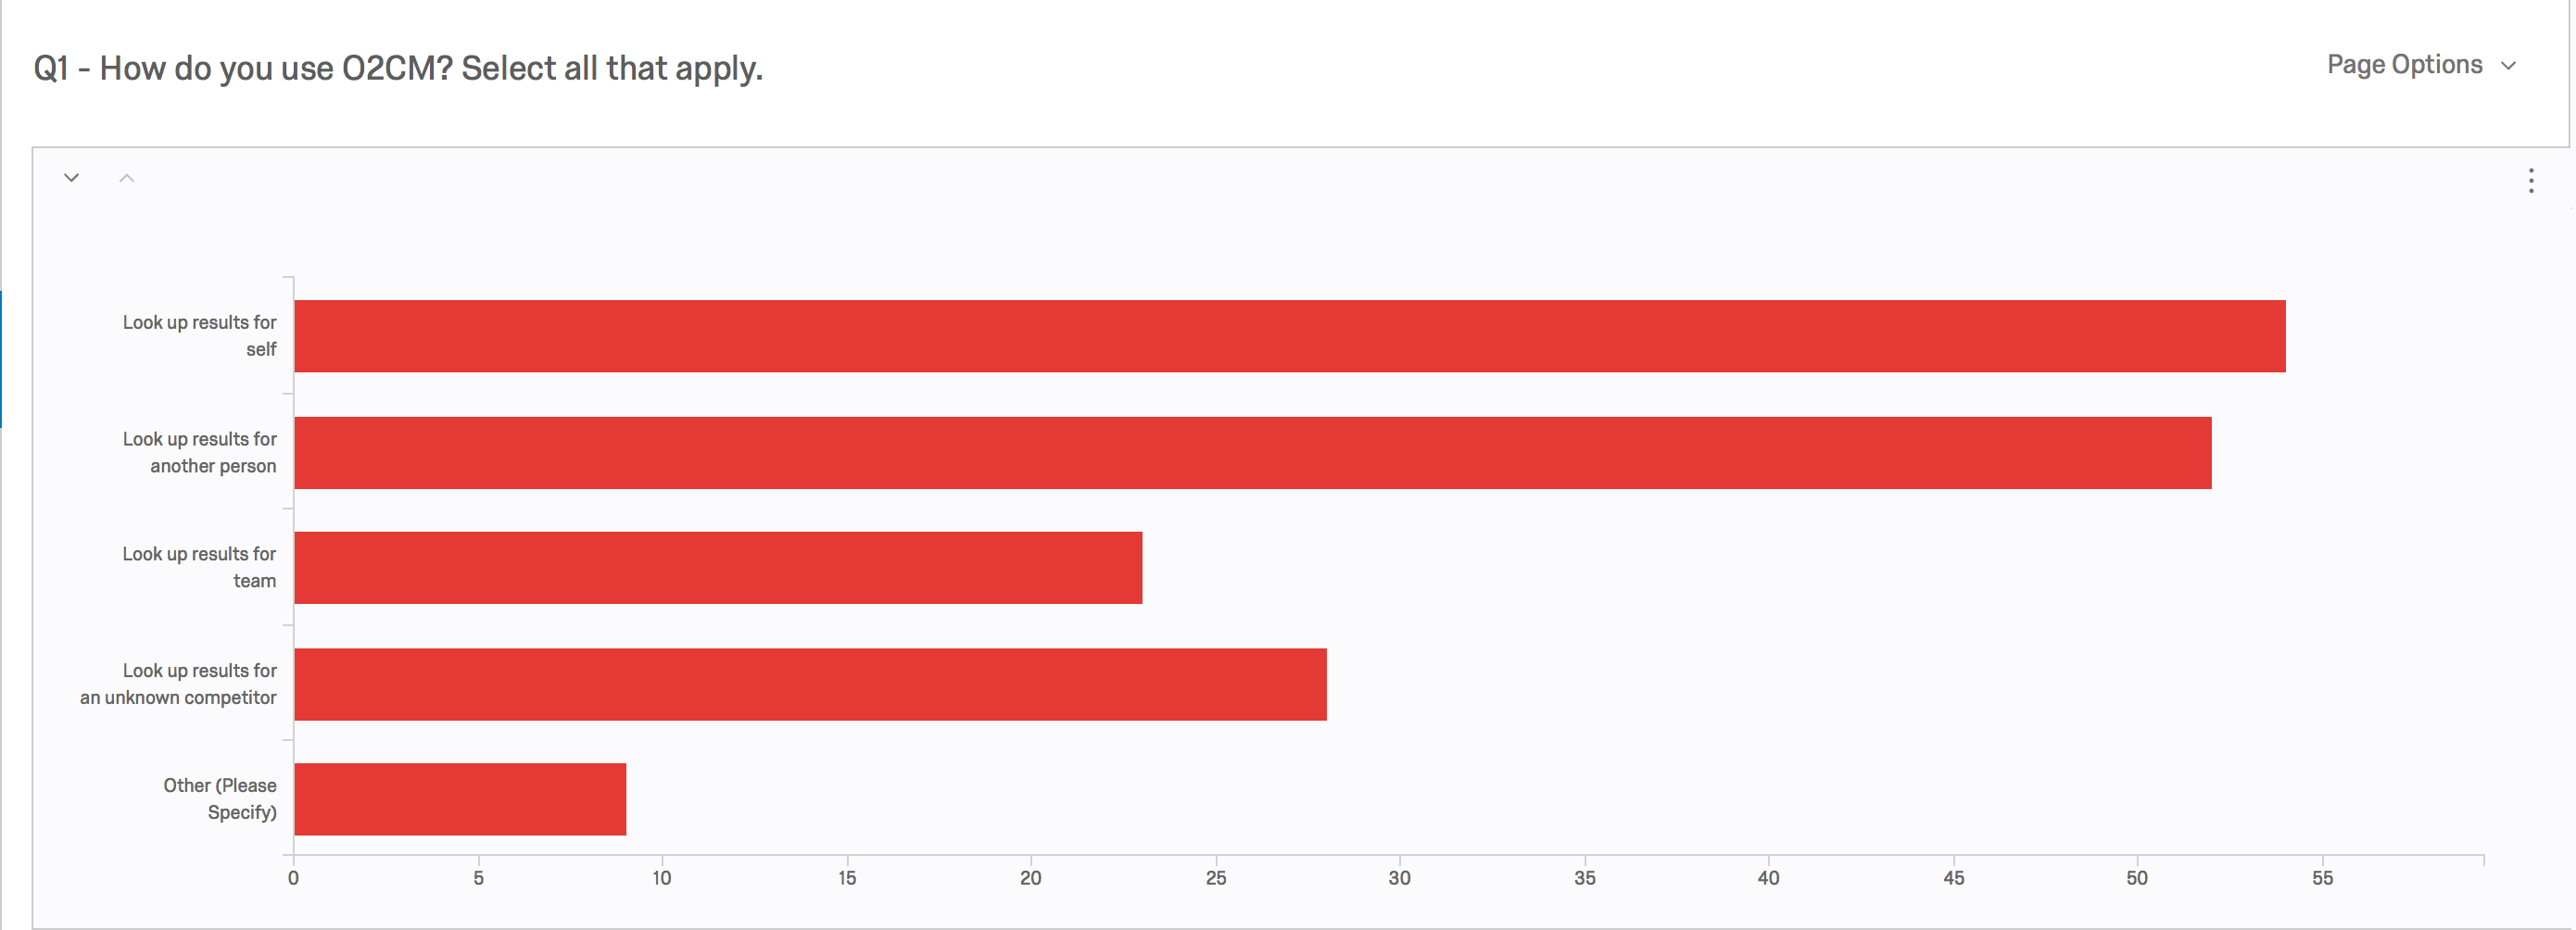 Q1 - How do you use O2CM? Select all that apply.
Page Options
Look up results for
self
Look up results for
another person
Look up results for
team
Look up results for
an unknown competitor
Other (Please
Specify)
0 5 10 15 20 25 30 35 40 45 50 55